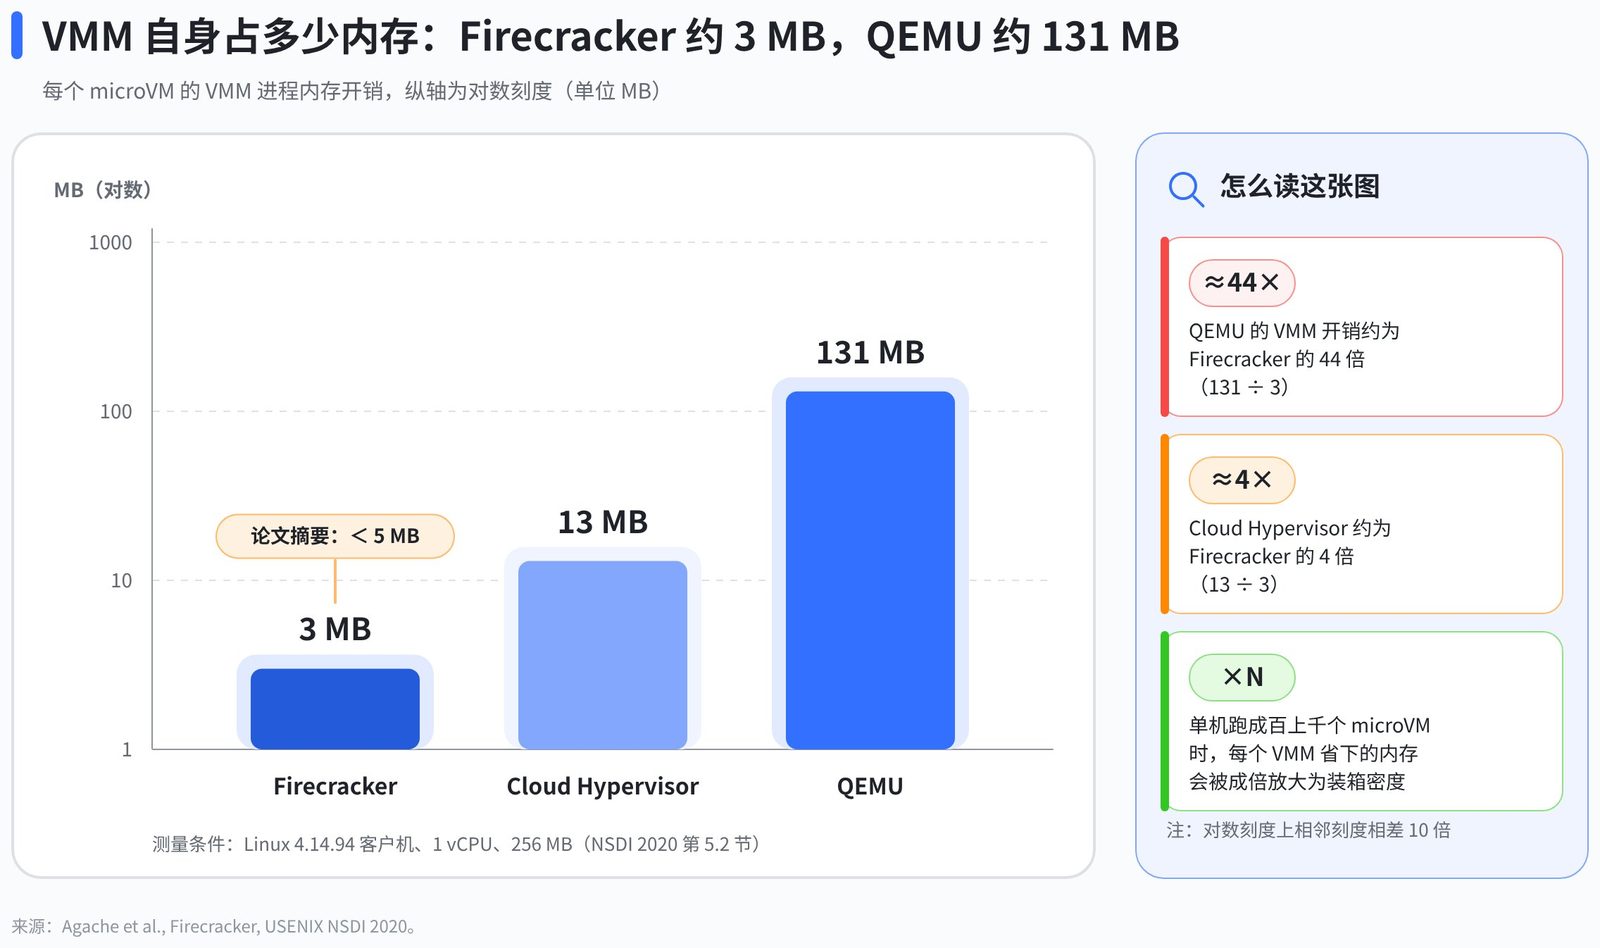 VMM 自身占多少内存：Firecracker 约 3 MB，QEMU 约 131 MB
每个 microVM 的 VMM 进程内存开销，纵轴为对数刻度（单位 MB）
MB（对数）
1000
100
10
1
论文摘要：＜ 5 MB
3 MB
13 MB
131 MB
Firecracker
Cloud Hypervisor
QEMU
测量条件：Linux 4.14.94 客户机、1 vCPU、256 MB（NSDI 2020 第 5.2 节）
怎么读这张图
≈44×
QEMU 的 VMM 开销约为
Firecracker 的 44 倍
（131 ÷ 3）
≈4×
Cloud Hypervisor 约为
Firecracker 的 4 倍
（13 ÷ 3）
×N
单机跑成百上千个 microVM
时，每个 VMM 省下的内存
会被成倍放大为装箱密度
注：对数刻度上相邻刻度相差 10 倍
来源：Agache et al., Firecracker, USENIX NSDI 2020。